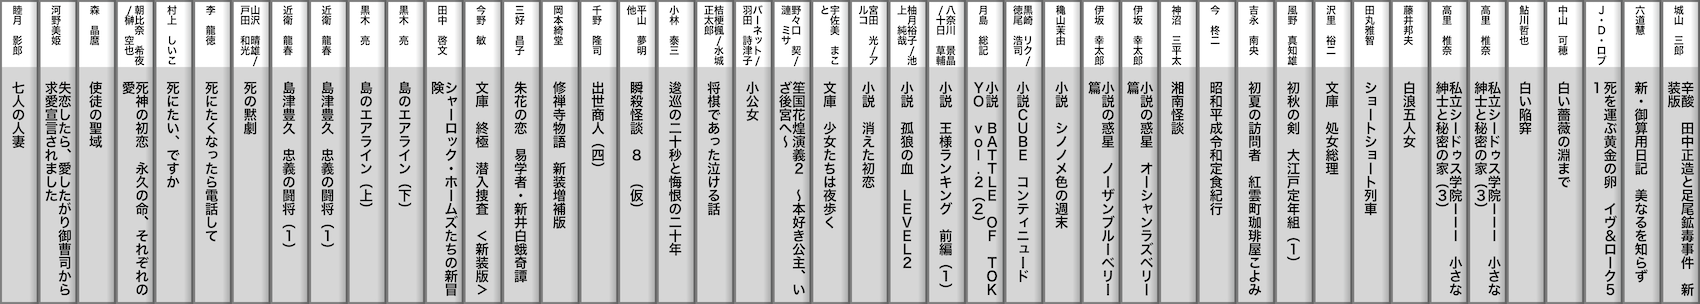 城山 三郎
辛酸 田中正造と足尾鉱毒事件 新
装版
六道慧
新・御算用日記 美なるを知らず
J・D・ロブ
死を運ぶ黄金の卵 イヴ&ローク５
１
中山 可穂
白い薔薇の淵まで
鮎川哲也
白い陥穽
高里 椎奈
私立シードゥス学院ーーー 小さな
紳士と秘密の家（３）
高里 椎奈
私立シードゥス学院ーーー 小さな
紳士と秘密の家（３）
藤井邦夫
白浪五人女
田丸雅智
ショートショート列車
沢里 裕二
文庫 処女総理
風野 真知雄
初秋の剣 大江戸定年組（１）
吉永 南央
初夏の訪問者 紅雲町珈琲屋こよみ
今 柊二
昭和平成令和定食紀行
神沼 三平太
湘南怪談
伊坂 幸太郎
小説の惑星 オーシャンラズベリー
篇
伊坂 幸太郎
小説の惑星 ノーザンブルーベリー
篇
穐山茉由
小説 シノノメ色の週末
黒崎 リク/
徳尾 浩司
小説ＣＵＢＥ コンティニュード
月島 総記
小説 ＢＡＴＴＬＥ ＯＦ ＴＯＫ
ＹＯ ｖｏｌ．２（２）
八奈川 景晶
/十日 草輔
小説 王様ランキング 前編（１）
柚月裕子/池
上 純哉
小説 孤狼の血 ＬＥＶＥＬ２
宮田 光/ア
ルコ
小説 消えた初恋
宇佐美 まこ
と
文庫 少女たちは夜歩く
野々口 契/
漣 ミサ
笙国花煌演義２ ～本好き公主、い
ざ後宮へ～
バーネット/
羽田 詩津子
小公女
桔梗楓/水城
正太郎
将棋であった泣ける話
小林 泰三
逡巡の二十秒と悔恨の二十年
平山 夢明
他
瞬殺怪談 ８ （仮）
千野 隆司
出世商人（四）
岡本綺堂
修禅寺物語 新装増補版
三好 昌子
朱花の恋 易学者・新井白蛾奇譚
今野 敏
文庫 終極 潜入捜査 ＜新装版＞
田中 啓文
シャーロック・ホームズたちの新冒
険
黒木 亮
島のエアライン（下）
黒木 亮
島のエアライン（上）
近衛 龍春
島津豊久 忠義の闘将（１）
近衛 龍春
島津豊久 忠義の闘将（１）
山沢 晴雄/
戸田 和光
死の黙劇
李 龍徳
死にたくなったら電話して
村上 しいこ
死にたい、ですか
朝比奈 希夜
/榊 空也
死神の初恋 永久の命、それぞれの
愛
森 晶麿
使徒の聖域
河野美姫
失恋したら、愛したがり御曹司から
求愛宣言されました
睦月 影郎
七人の人妻